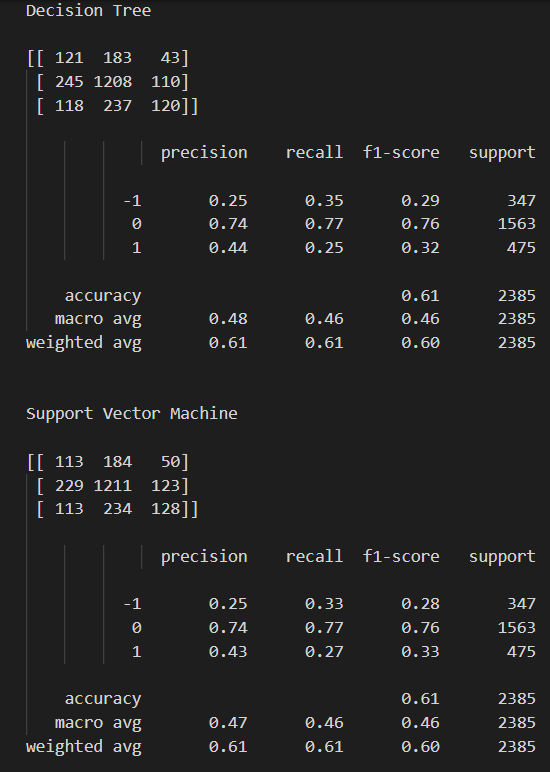 Decision Tree
[[ 121 183 43]
[ 245 1208 110]
[ 118 237 120]]
precision recall f1-score support
-1 0.25 0.35 0.29 347
0 0.74 0.77 0.76 1563
1 0.44 0.25 0.32 475
accuracy 0.61 2385
macro avg 0.48 0.46 0.46 2385
weighted avg 0.61 0.61 0.60 2385
Support Vector Machine
[[ 113 184 50]
[ 229 1211 123]
[ 113 234 128]]
precision recall f1-score support
-1 0.25 0.33 0.28 347
0 0.74 0.77 0.76 1563
1 0.43 0.27 0.33 475
accuracy 0.61 2385
macro avg 0.47 0.46 0.46 2385
weighted avg 0.61 0.61 0.60 2385